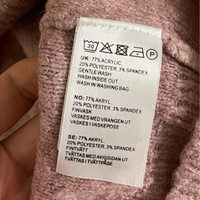 30 P
UK: 77% ACRYLIC,
20% POLYESTER, 3% SPANDEX
GENTLE WASH
WASH INSIDE OUT
WASH IN WASHING BAG
NO: 77% AKRYL,
20% POLYESTER, 3% SPANDEX
FINVASK
VASKES MED VRANGEN UT
VASKES I VASKEPOSE
SE: 77% AKRYL,
20% POLYESTER, 3% SPANDEX
FINTVÄTT
TVÄTTAS MED AVIGSIDAN UT
TVÄTTAS I TVÄTTPÅSE